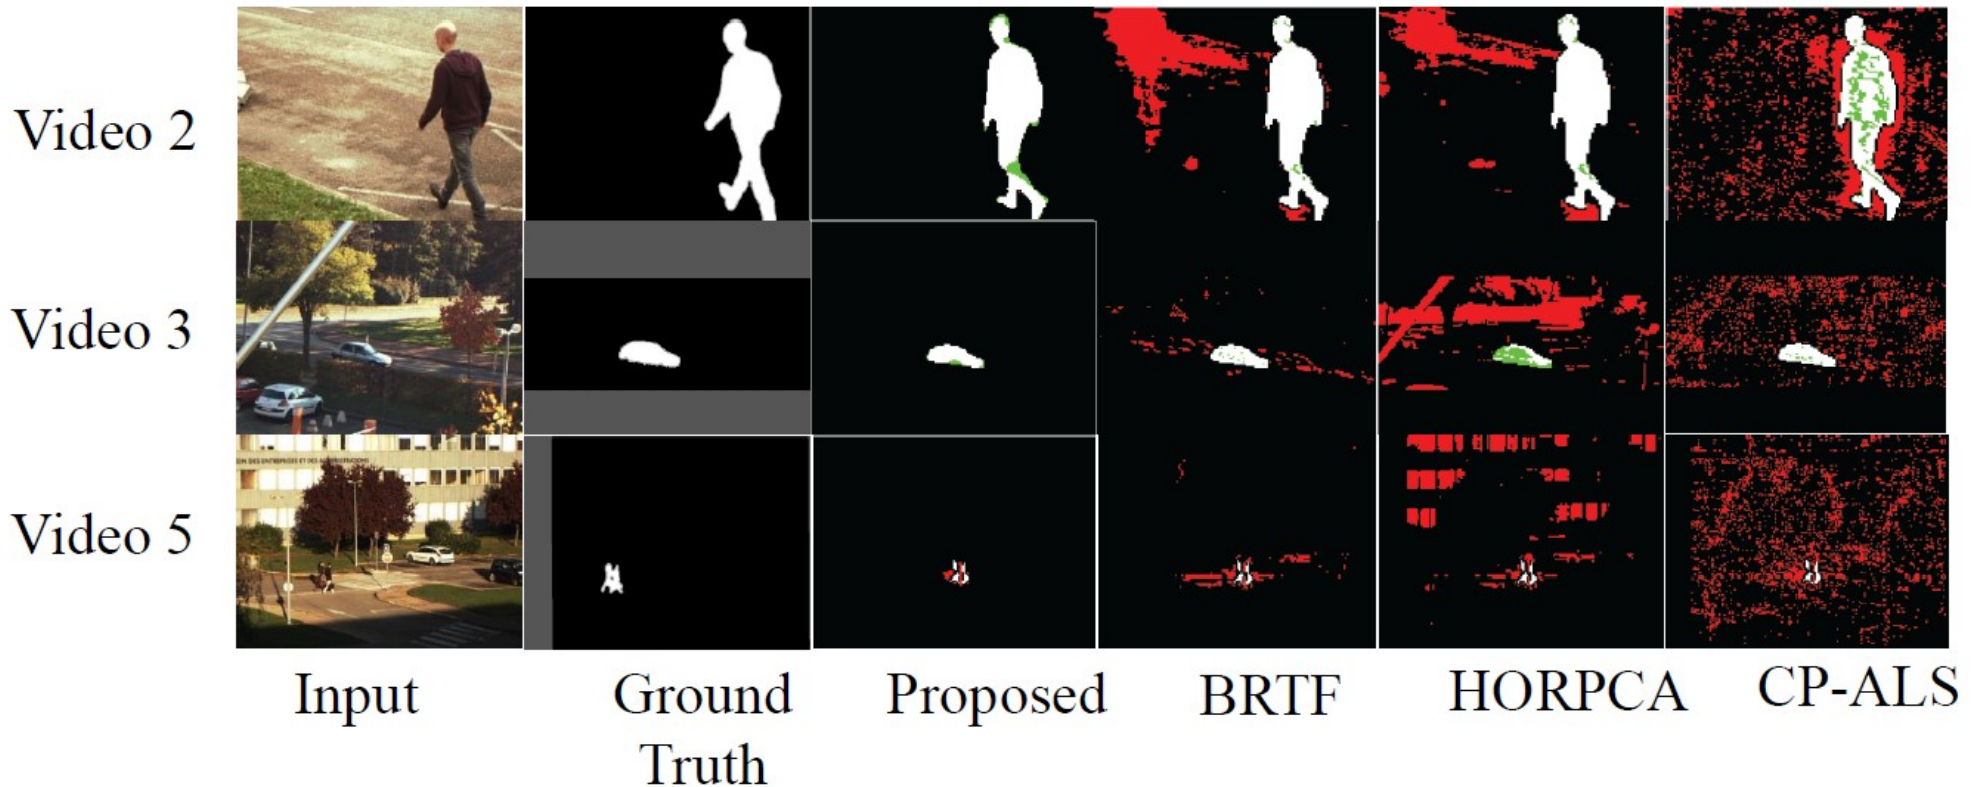 Video 2
Video 3
Video 5
Input
Ground
Truth
Proposed
BRTF
HORPCA
CP-ALS